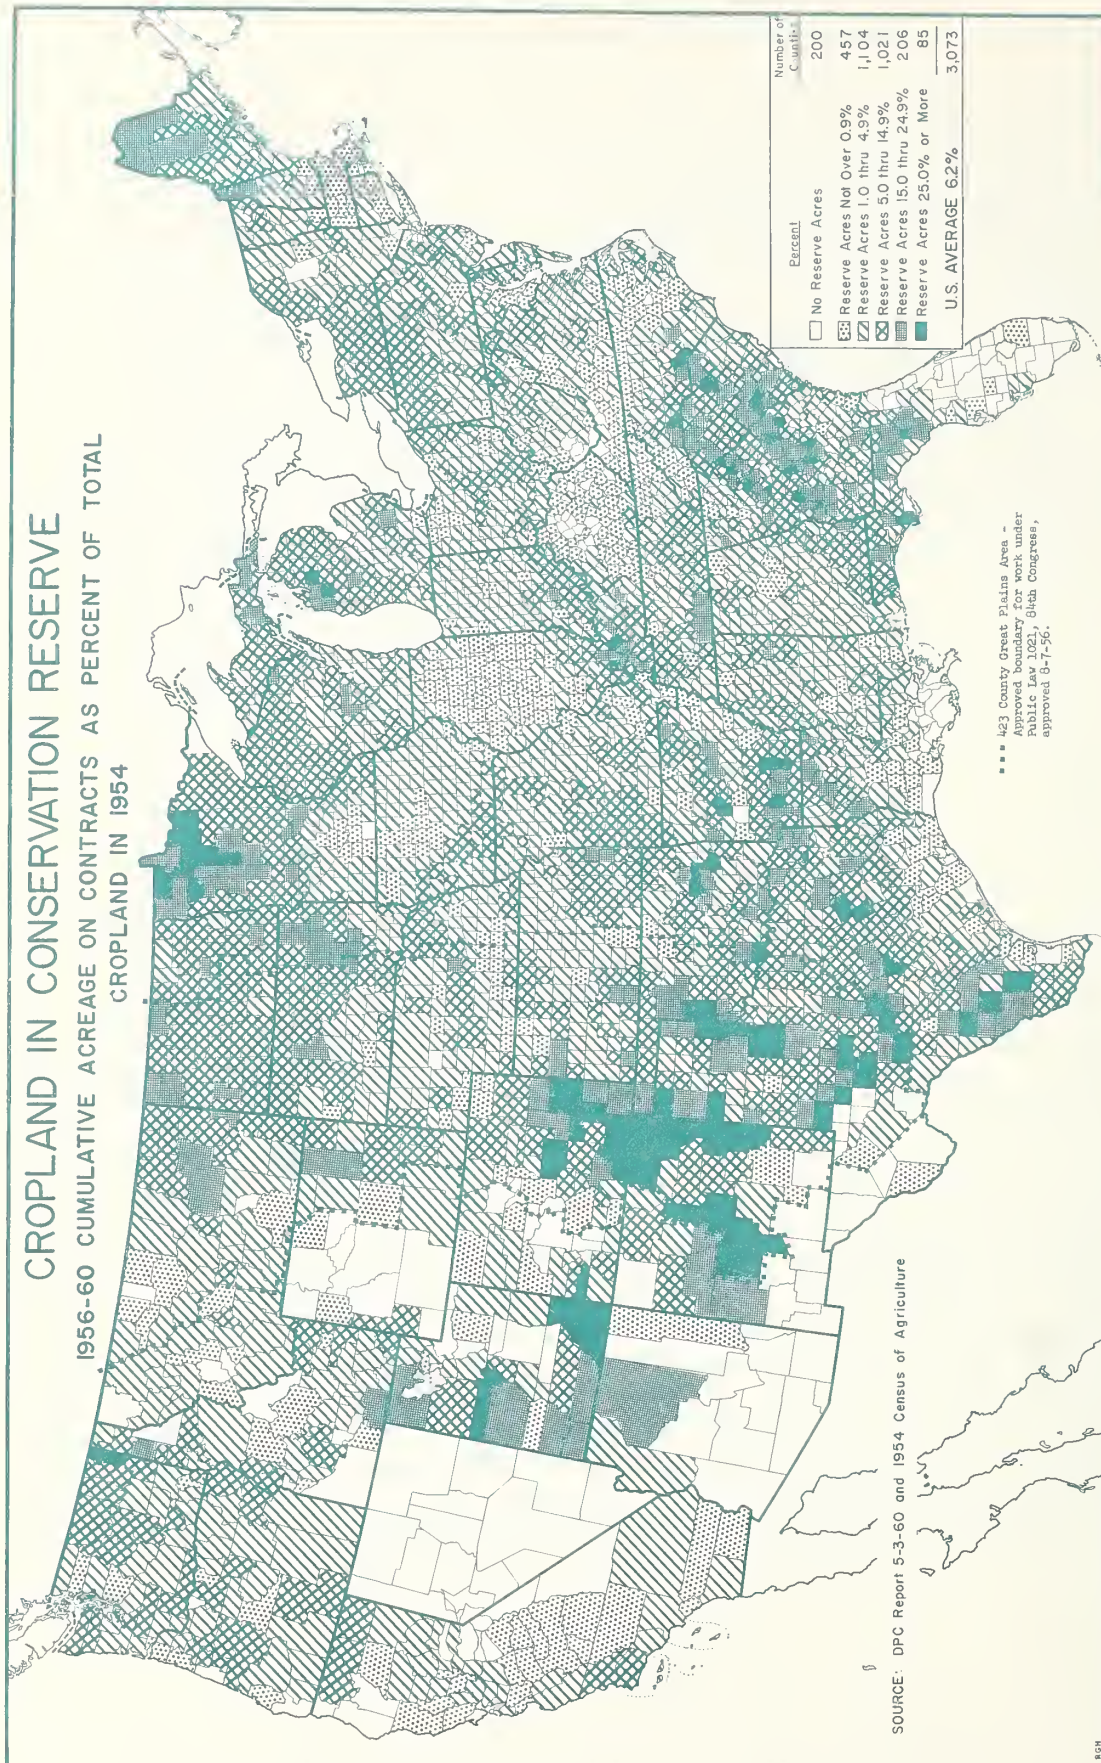 CROPLAND IN CONSERVATION RESERVE
1956-60 CUMULATIVE ACREAGE ON CONTRACTS AS PERCENT OF TOTAL
CROPLAND IN 1954
Percent
Number of
Counties
No Reserve Acres 200
Reserve Acres Not Over 0.9% 457
Reserve Acres 1.0 thru 4.9% 1,104
Reserve Acres 5.0 thru 14.9% 1,021
Reserve Acres 15.0 thru 24.9% 206
Reserve Acres 25.0% or More 85
U.S. AVERAGE 6.2% 3,073
423 County Great Plains Area -
Approved boundary for work under
Public Law 1021, 84th Congress,
approved 8-7-56.
SOURCE: DPC Report 5-3-60 and 1954 Census of Agriculture